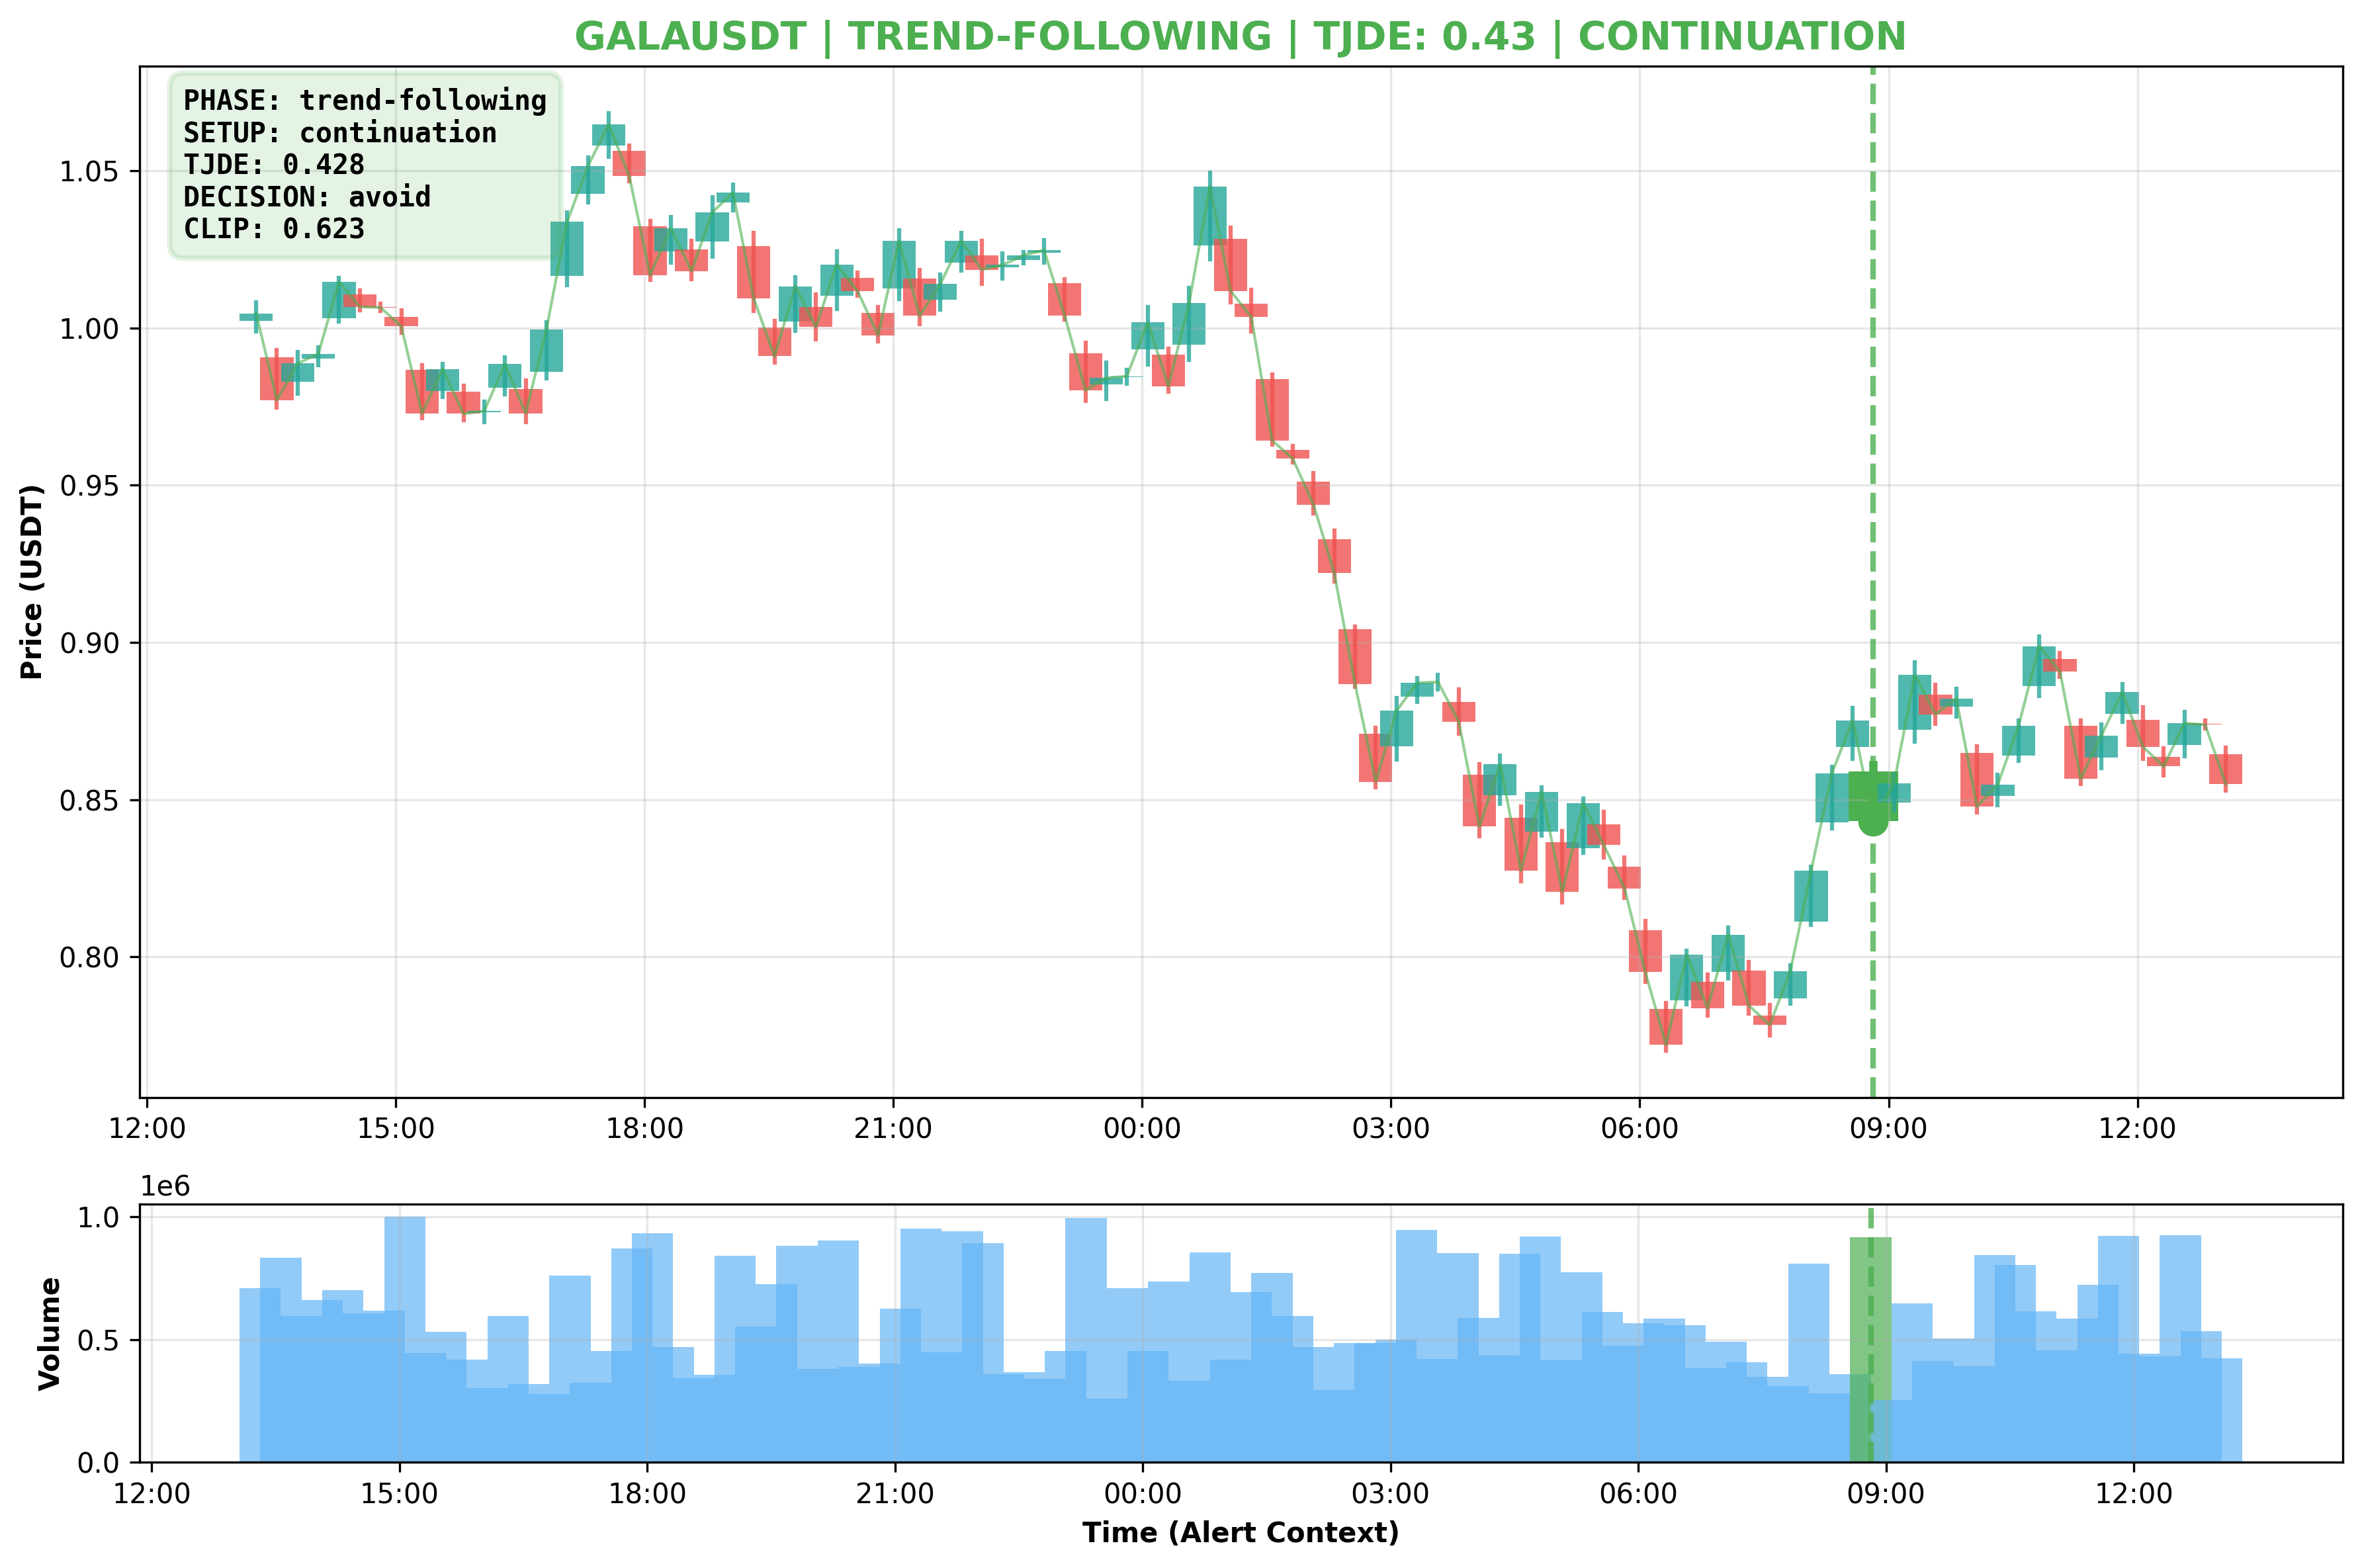 GALAUSDT | TREND-FOLLOWING | TJDE: 0.43 | CONTINUATION
PHASE: trend-following
SETUP: continuation
TJDE: 0.428
DECISION: avoid
CLIP: 0.623
Price (USDT)
1.05
1.00
0.95
0.90
0.85
0.80
12:00 15:00 18:00 21:00 00:00 03:00 06:00 09:00 12:00
1e6
Volume
1.0
0.5
0.0
12:00 15:00 18:00 21:00 00:00 03:00 06:00 09:00 12:00
Time (Alert Context)